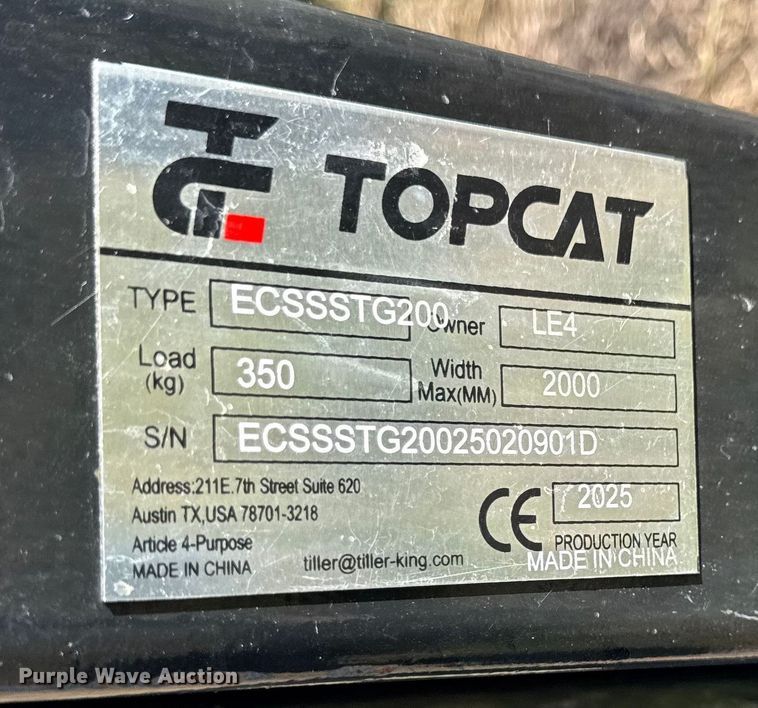 TOPCAT
TYPE ECSSSTG200 Owner LE4
Load (kg) 350 Width Max(MM) 2000
S/N ECSSSTG20025020901D
Address:211E.7th Street Suite 620
Austin TX,USA 78701-3218
Article 4-Purpose
MADE IN CHINA
tiller@tiller-king.com
CE 2025
PRODUCTION YEAR
MADE IN CHINA
Purple Wave Auction